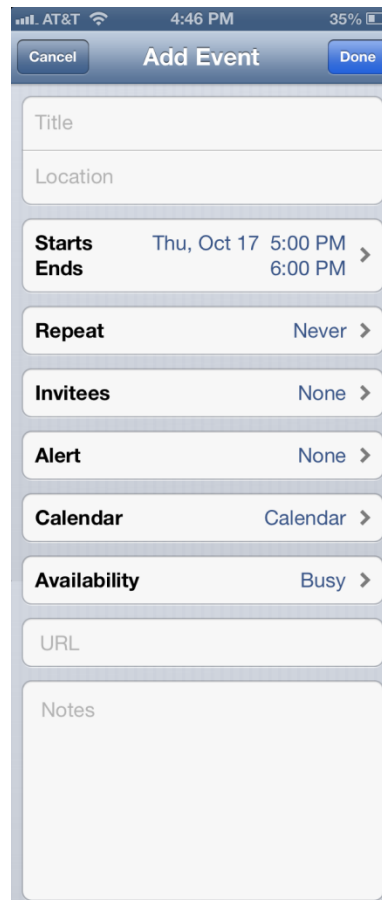 AT&T 4:46 PM 35%
Cancel Add Event Done
Title
Location
Starts Thu, Oct 17 5:00 PM
Ends 6:00 PM
Repeat Never
Invitees None
Alert None
Calendar Calendar
Availability Busy
URL
Notes